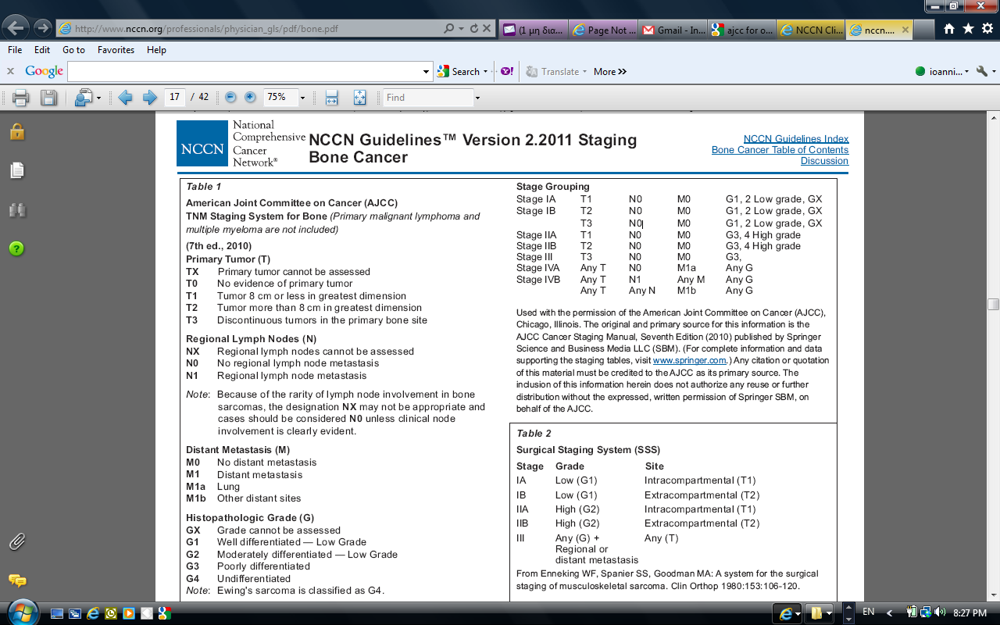 http://www.nccn.org/professionals/physician_gls/pdf/bone.pdf
(1 μη δια...
Page Not ...
Gmail - In...
ajcc for o...
NCCN Cli...
nccn....
File Edit Go to Favorites Help
x Google Search Translate More >> ioanni...
17 / 42 75% Find
NCCN
National
Comprehensive
Cancer
Network®
NCCN Guidelines™ Version 2.2011 Staging
Bone Cancer
NCCN Guidelines Index
Bone Cancer Table of Contents
Discussion
Table 1
American Joint Committee on Cancer (AJCC)
TNM Staging System for Bone (Primary malignant lymphoma and
multiple myeloma are not included)
(7th ed., 2010)
Primary Tumor (T)
TX Primary tumor cannot be assessed
T0 No evidence of primary tumor
T1 Tumor 8 cm or less in greatest dimension
T2 Tumor more than 8 cm in greatest dimension
T3 Discontinuous tumors in the primary bone site
Regional Lymph Nodes (N)
NX Regional lymph nodes cannot be assessed
N0 No regional lymph node metastasis
N1 Regional lymph node metastasis
Note: Because of the rarity of lymph node involvement in bone
sarcomas, the designation NX may not be appropriate and
cases should be considered N0 unless clinical node
involvement is clearly evident.
Distant Metastasis (M)
M0 No distant metastasis
M1 Distant metastasis
M1a Lung
M1b Other distant sites
Histopathologic Grade (G)
GX Grade cannot be assessed
G1 Well differentiated — Low Grade
G2 Moderately differentiated — Low Grade
G3 Poorly differentiated
G4 Undifferentiated
Note: Ewing's sarcoma is classified as G4.
Stage Grouping
Stage IA T1 N0 M0 G1, 2 Low grade, GX
Stage IB T2 N0 M0 G1, 2 Low grade, GX
T3 N0 M0 G1, 2 Low grade, GX
Stage IIA T1 N0 M0 G3, 4 High grade
Stage IIB T2 N0 M0 G3, 4 High grade
Stage III T3 N0 M0 G3,
Stage IVA Any T N0 M1a Any G
Stage IVB Any T N1 Any M Any G
Any T Any N M1b Any G
Used with the permission of the American Joint Committee on Cancer (AJCC),
Chicago, Illinois. The original and primary source for this information is the
AJCC Cancer Staging Manual, Seventh Edition (2010) published by Springer
Science and Business Media LLC (SBM). (For complete information and data
supporting the staging tables, visit www.springer.com.) Any citation or quotation
of this material must be credited to the AJCC as its primary source. The
inclusion of this information herein does not authorize any reuse or further
distribution without the expressed, written permission of Springer SBM, on
behalf of the AJCC.
Table 2
Surgical Staging System (SSS)
Stage Grade Site
IA Low (G1) Intracompartmental (T1)
IB Low (G1) Extracompartmental (T2)
IIA High (G2) Intracompartmental (T1)
IIB High (G2) Extracompartmental (T2)
III Any (G) + Any (T)
Regional or
distant metastasis
From Enneking WF, Spanier SS, Goodman MA: A system for the surgical
staging of musculoskeletal sarcoma. Clin Orthop 1980:153:106-120.
EN 8:27 PM